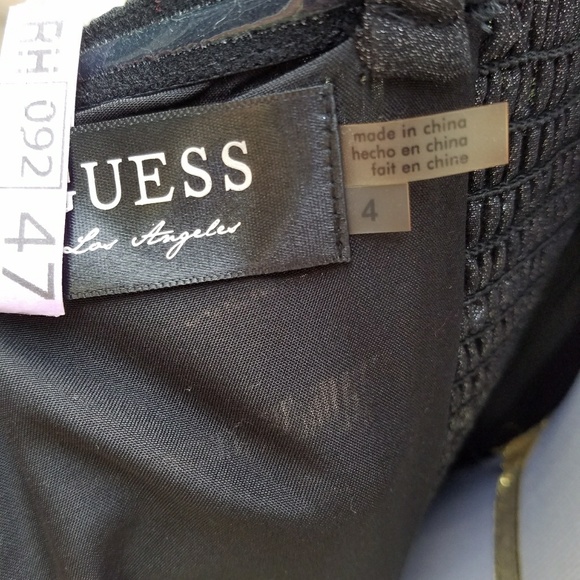 RH
092
47
GUESS
Los Angeles
made in china
hecho en china
fait en chine
4